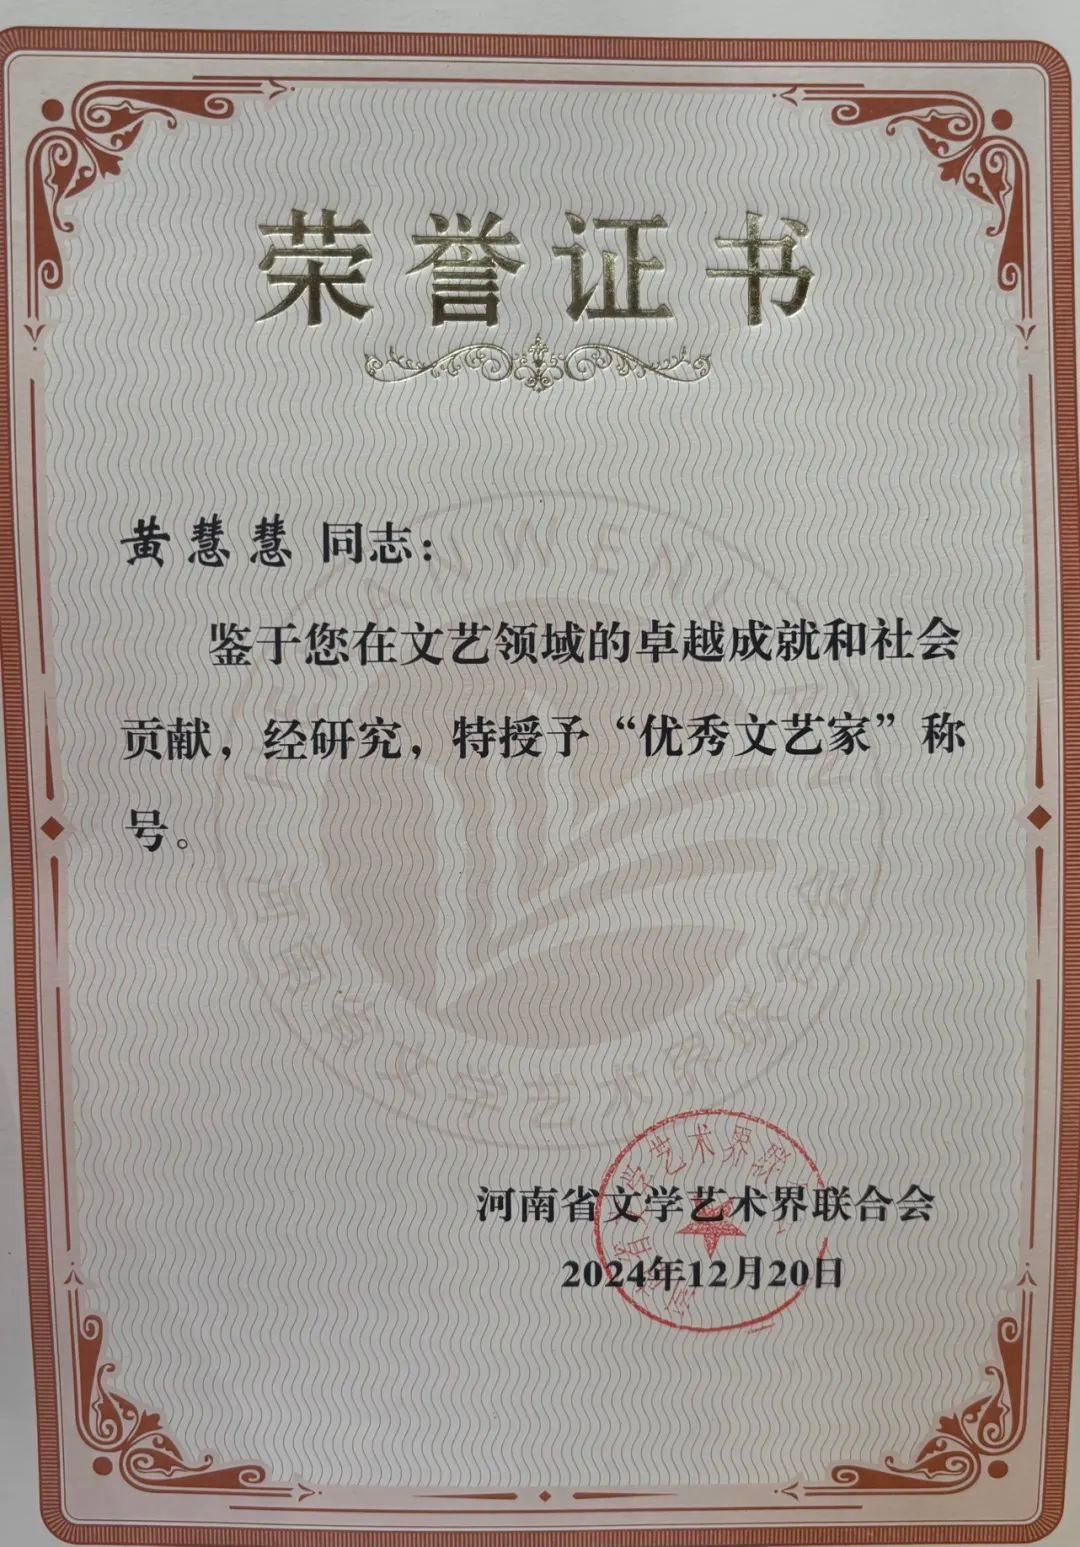 荣誉证书
黄慧慧 同志：
鉴于您在文艺领域的卓越成就和社会
贡献，经研究，特授予“优秀文艺家”称
号。
河南省文学艺术界联合会
2024年12月20日